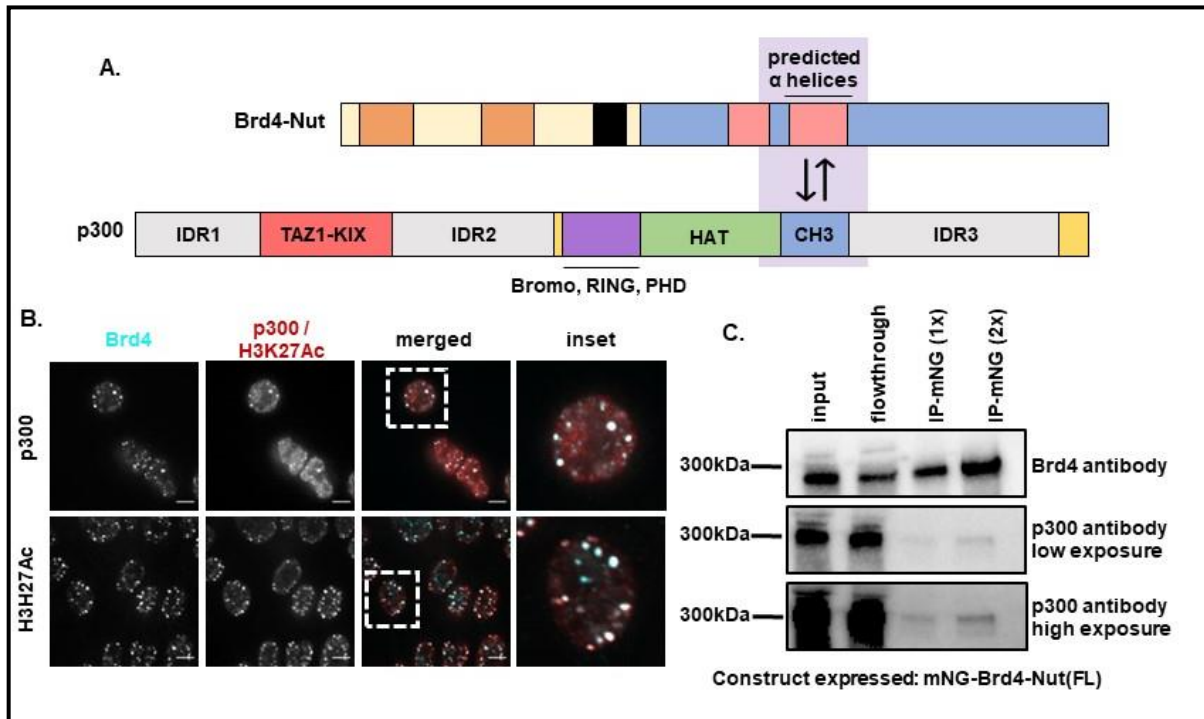 A.
predicted
α helices
Brd4-Nut
p300
IDR1
TAZ1-KIX
IDR2
HAT
CH3
IDR3
Bromo, RING, PHD
B.
Brd4
p300 /
H3K27Ac
merged
inset
p300
H3H27Ac
C.
input
flowthrough
IP-mNG (1x)
IP-mNG (2x)
300kDa
Brd4 antibody
300kDa
p300 antibody
low exposure
300kDa
p300 antibody
high exposure
Construct expressed: mNG-Brd4-Nut(FL)